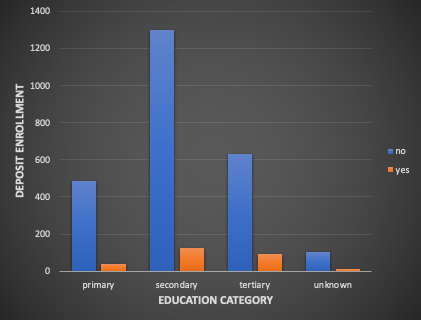 1400
1200
1000
800
600
400
200
0
DEPOSIT ENROLLMENT
primary secondary tertiary unknown
EDUCATION CATEGORY
no
yes